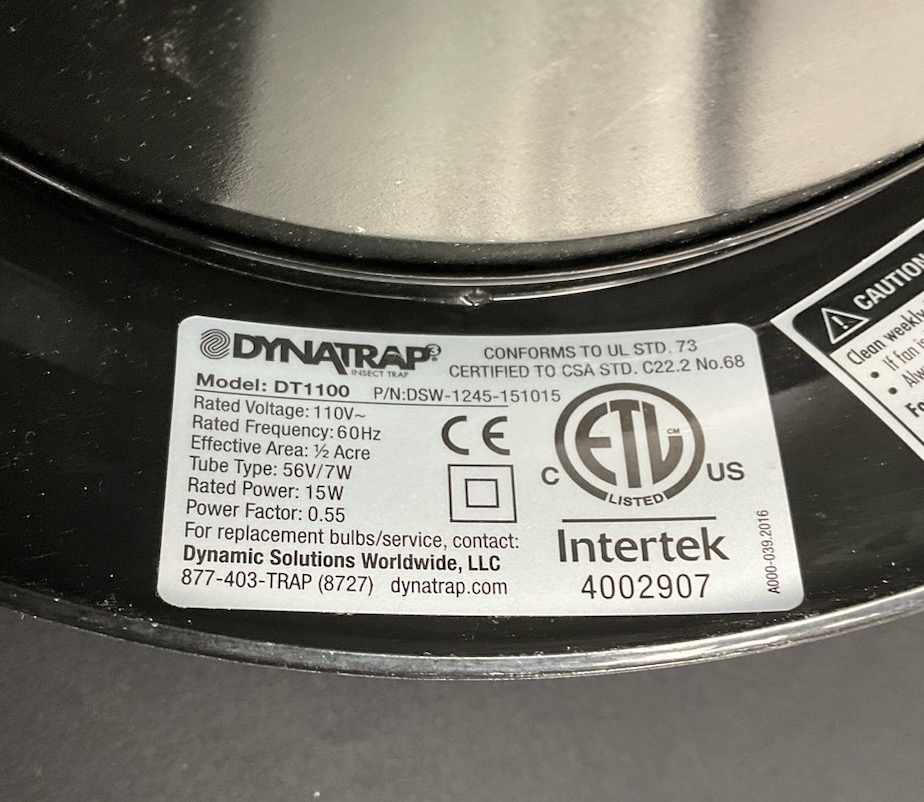 DYNATRAP®
INSECT TRAP
CONFORMS TO UL STD. 73
CERTIFIED TO CSA STD. C22.2 No.68
Model: DT1100 P/N:DSW-1245-151015
Rated Voltage: 110V~
Rated Frequency: 60Hz
Effective Area: ½ Acre
Tube Type: 56V/7W
Rated Power: 15W
Power Factor: 0.55
For replacement bulbs/service, contact:
Dynamic Solutions Worldwide, LLC
877-403-TRAP (8727) dynatrap.com
CE
C ETL CM US
LISTED
Intertek
4002907
A000-039.2016
CAUTION
Clean weekly
• If fan is
•